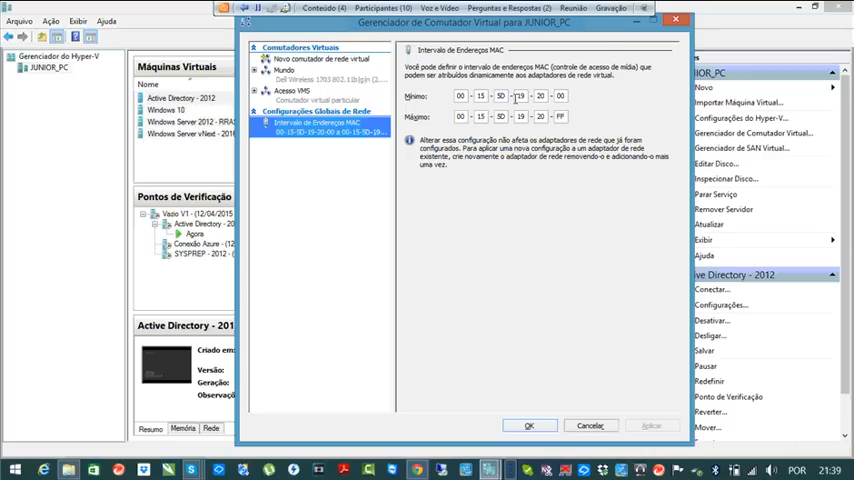 Conteúdo (4) Participantes (10) Voz e Vídeo Perguntas e Respostas (2) Reunião Gravação
Gerenciador de Comutador Virtual para JUNIOR_PC
Arquivo Ação Exibir Ajuda
Gerenciador do Hyper-V
JUNIOR_PC
Máquinas Virtuais
Nome
Active Directory - 2012
Windows 10
Windows Server 2012 - RRAS
Windows Server vNext - 2016
Pontos de Verificação
Vazio V1 - (12/04/2015
Active Directory - 2012
Agora
Conexão Azure - (
SYSPREP - 2012 - (
Active Directory - 201
Criado em:
Versão:
Geração:
Observaçõ
Resumo Memória Rede
Comutadores Virtuais
Novo comutador de rede virtual
Mundo
Dell Wireless 1703 802.11b|g|n (2....
Acesso VMS
Comutador virtual particular
Configurações Globais de Rede
Intervalo de Endereços MAC
00-15-5D-19-20-00 a 00-15-5D-19...
Intervalo de Endereços MAC
Você pode definir o intervalo de endereços MAC (controle de acesso de mídia) que
podem ser atribuídos dinamicamente aos adaptadores de rede virtual.
Mínimo: 00 - 15 - 5D - 19 - 20 - 00
Máximo: 00 - 15 - 5D - 19 - 20 - FF
Alterar essa configuração não afeta os adaptadores de rede que já foram
configurados. Para aplicar uma nova configuração a um adaptador de rede
existente, crie novamente o adaptador de rede removendo-o e adicionando-o mais
uma vez.
OK Cancelar Aplicar
IOR_PC
Novo
Importar Máquina Virtual...
Configurações do Hyper-V...
Gerenciador de Comutador Virtual...
Gerenciador de SAN Virtual...
Editar Disco...
Inspecionar Disco...
Parar Serviço
Remover Servidor
Atualizar
Exibir
Ajuda
ive Directory - 2012
Conectar...
Configurações...
Desativar...
Desligar...
Salvar
Pausar
Redefinir
Ponto de Verificação
Reverter...
Mover...
POR 21:39